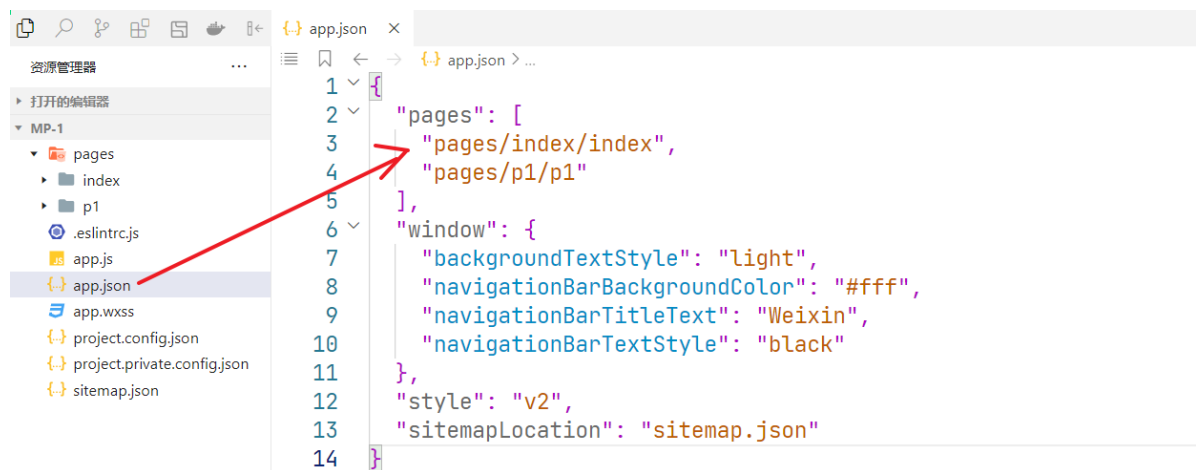 app.json
资源管理器
打开的编辑器
MP-1
pages
index
p1
.eslintrc.js
app.js
app.json
app.wxss
project.config.json
project.private.config.json
sitemap.json
app.json > ...
1 {
2 "pages": [
3 "pages/index/index",
4 "pages/p1/p1"
5 ],
6 "window": {
7 "backgroundTextStyle": "light",
8 "navigationBarBackgroundColor": "#fff",
9 "navigationBarTitleText": "Weixin",
10 "navigationBarTextStyle": "black"
11 },
12 "style": "v2",
13 "sitemapLocation": "sitemap.json"
14 }